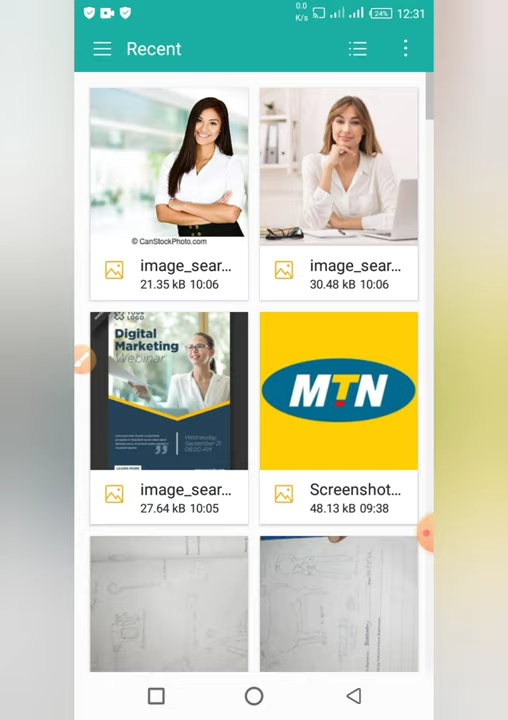 0.0
K/s
24%
12:31
Recent
© CanStockPhoto.com
image_sear...
21.35 kB 10:06
image_sear...
30.48 kB 10:06
YOUR
LOGO
Digital
Marketing
Webinar
Wednesday,
September 21
08:00 AM
LEARN MORE
image_sear...
27.64 kB 10:05
MTN
Screenshot...
48.13 kB 09:38